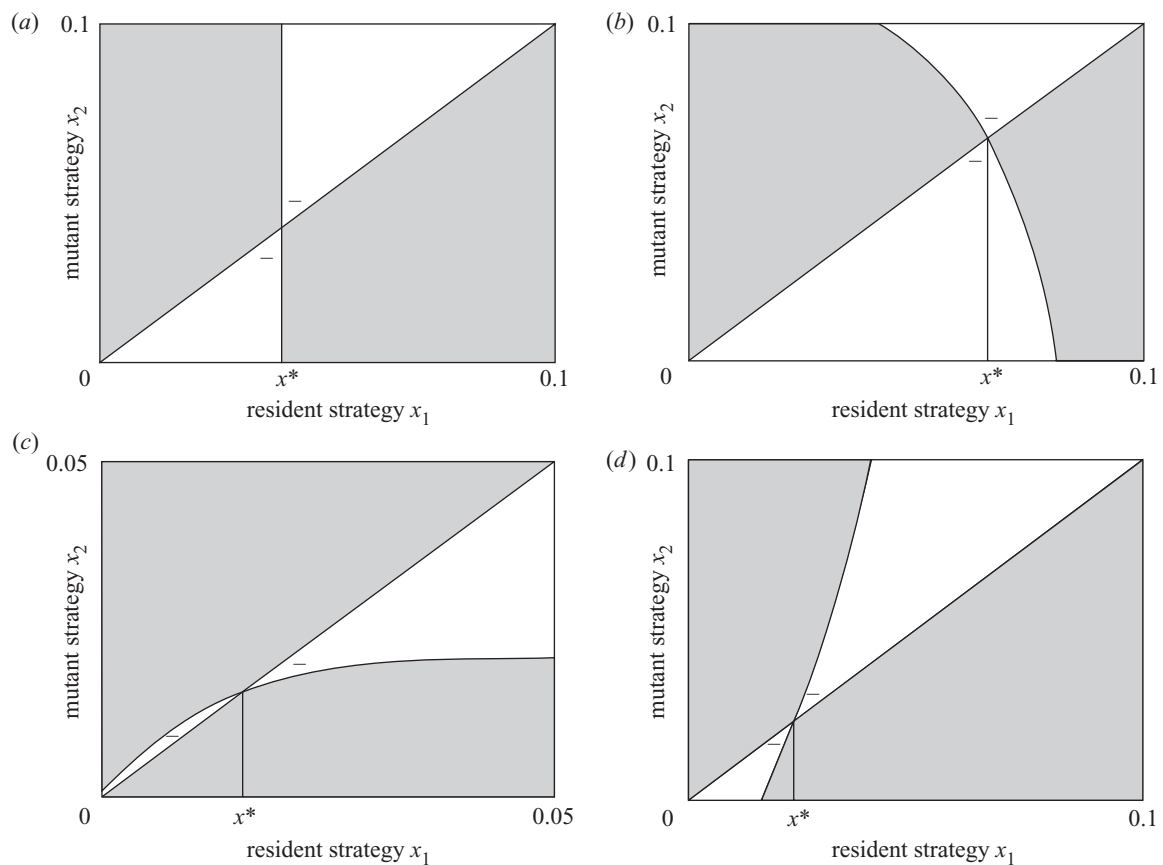 (a)
0.1
mutant strategy x2
–
–
0
x*
0.1
resident strategy x1
(b)
0.1
mutant strategy x2
–
–
0
x*
0.1
resident strategy x1
(c)
0.05
mutant strategy x2
–
–
0
x*
0.05
resident strategy x1
(d)
0.1
mutant strategy x2
–
–
0
x*
0.1
resident strategy x1